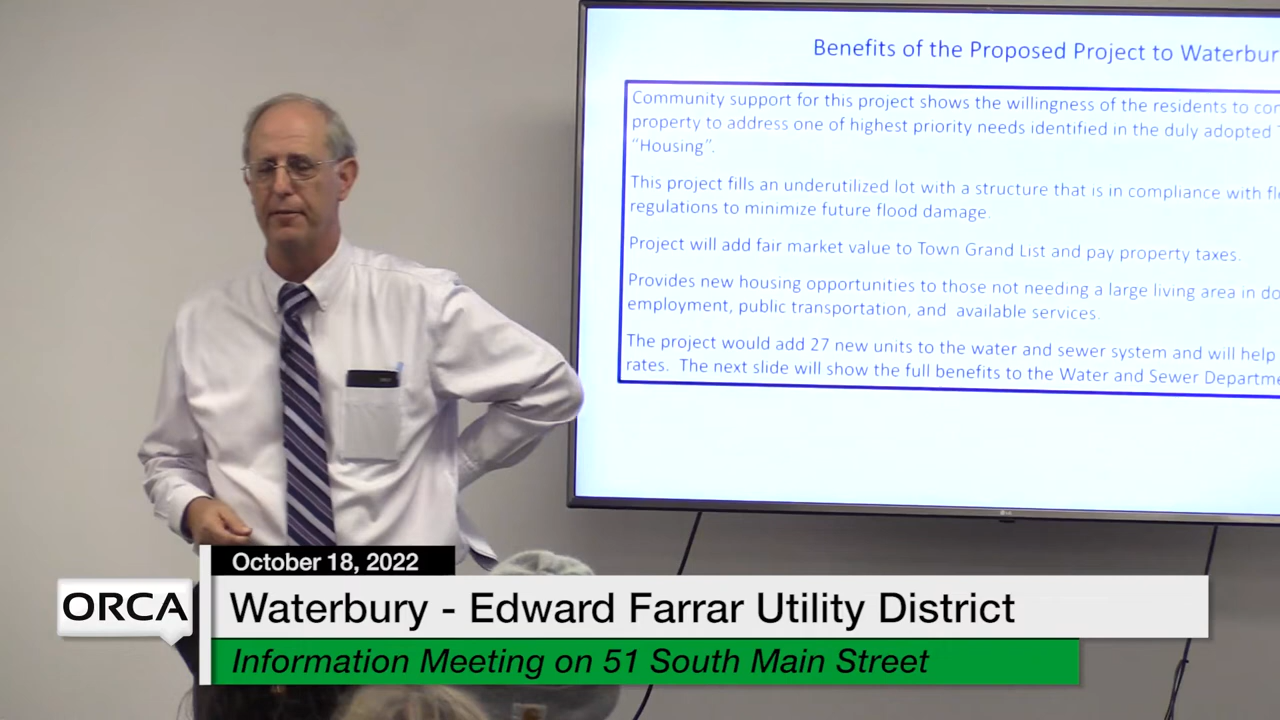 Benefits of the Proposed Project to
Community support for this project shows the willingness of the residents to
property to address one of highest priority needs identified in the duly adopted
“Housing”.
This project fills an underutilized lot with a structure that is in compliance with
regulations to minimize future flood damage.
Project will add fair market value to Town Grand List and pay property taxes.
Provides new housing opportunities to those not needing a large living area in
employment, public transportation, and available services.
The project would add 27 new units to the water and sewer system and will help
rates. The next slide will show the full benefits to the Water and Sewer
October 18, 2022
ORCA
Waterbury - Edward Farrar Utility District
Information Meeting on 51 South Main Street